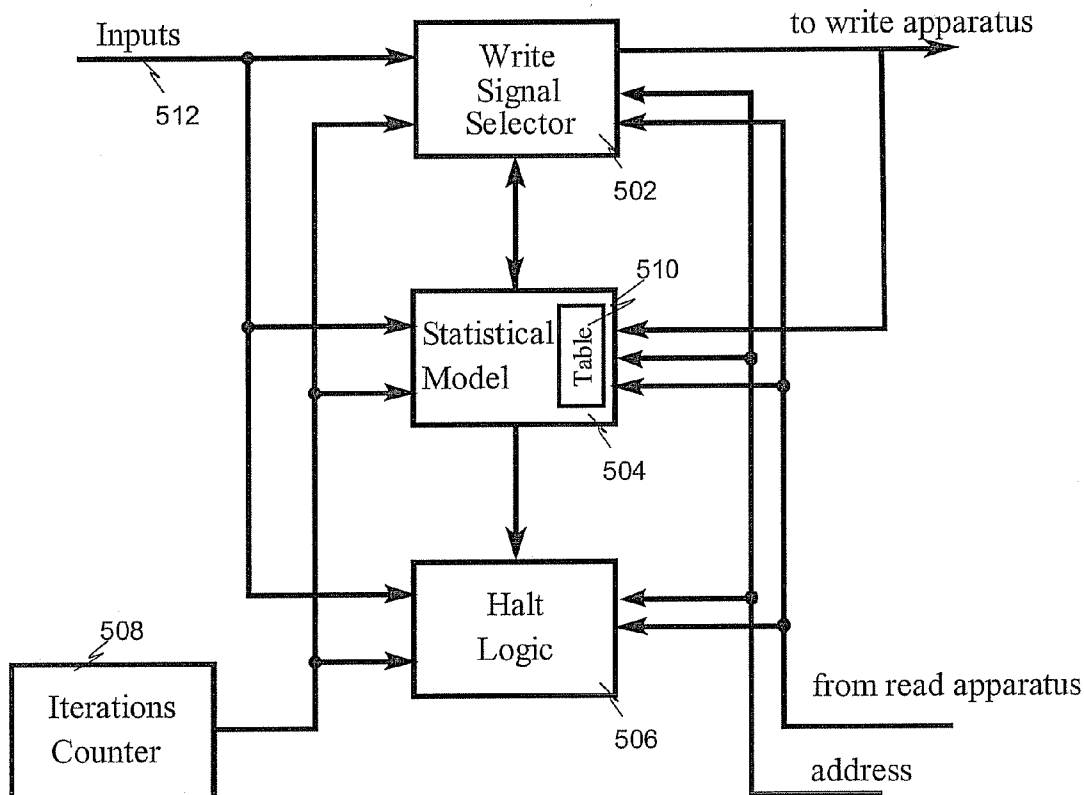 Inputs
to write apparatus
Write
Signal
Selector
512
502
510
Statistical
Model
Table
504
Halt
Logic
508
Iterations
Counter
506
from read apparatus
address